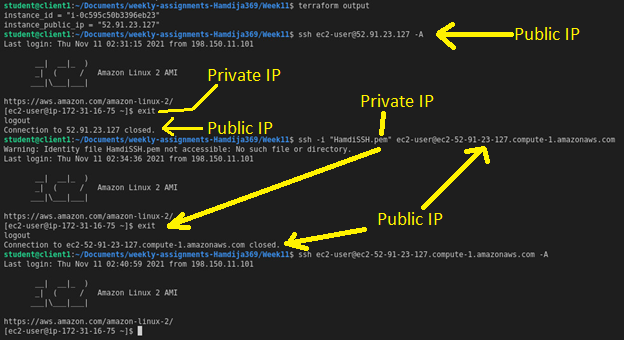 student@client1:~/Documents/weekly-assignments-Hamdija369/Week11$ terraform output
instance_id = "i-0c595c50b3396eb23"
instance_public_ip = "52.91.23.127"
student@client1:~/Documents/weekly-assignments-Hamdija369/Week11$ ssh ec2-user@52.91.23.127 -A
Public IP
Last login: Thu Nov 11 02:31:15 2021 from 198.150.11.101
__|  __|_  )
_|  (     /   Amazon Linux 2 AMI
___|\___|___|
Private IP
https://aws.amazon.com/amazon-linux-2/
Private IP
[ec2-user@ip-172-31-16-75 ~]$ exit
logout
Connection to 52.91.23.127 closed.
Public IP
student@client1:~/Documents/weekly-assignments-Hamdija369/Week11$ ssh -i "HamdiSSH.pem" ec2-user@ec2-52-91-23-127.compute-1.amazonaws.com
Warning: Identity file HamdiSSH.pem not accessible: No such file or directory.
Last login: Thu Nov 11 02:34:36 2021 from 198.150.11.101
__|  __|_  )
_|  (     /   Amazon Linux 2 AMI
___|\___|___|
https://aws.amazon.com/amazon-linux-2/
Public IP
[ec2-user@ip-172-31-16-75 ~]$ exit
logout
Connection to ec2-52-91-23-127.compute-1.amazonaws.com closed.
student@client1:~/Documents/weekly-assignments-Hamdija369/Week11$ ssh ec2-user@ec2-52-91-23-127.compute-1.amazonaws.com -A
Last login: Thu Nov 11 02:40:59 2021 from 198.150.11.101
__|  __|_  )
_|  (     /   Amazon Linux 2 AMI
___|\___|___|
https://aws.amazon.com/amazon-linux-2/
[ec2-user@ip-172-31-16-75 ~]$